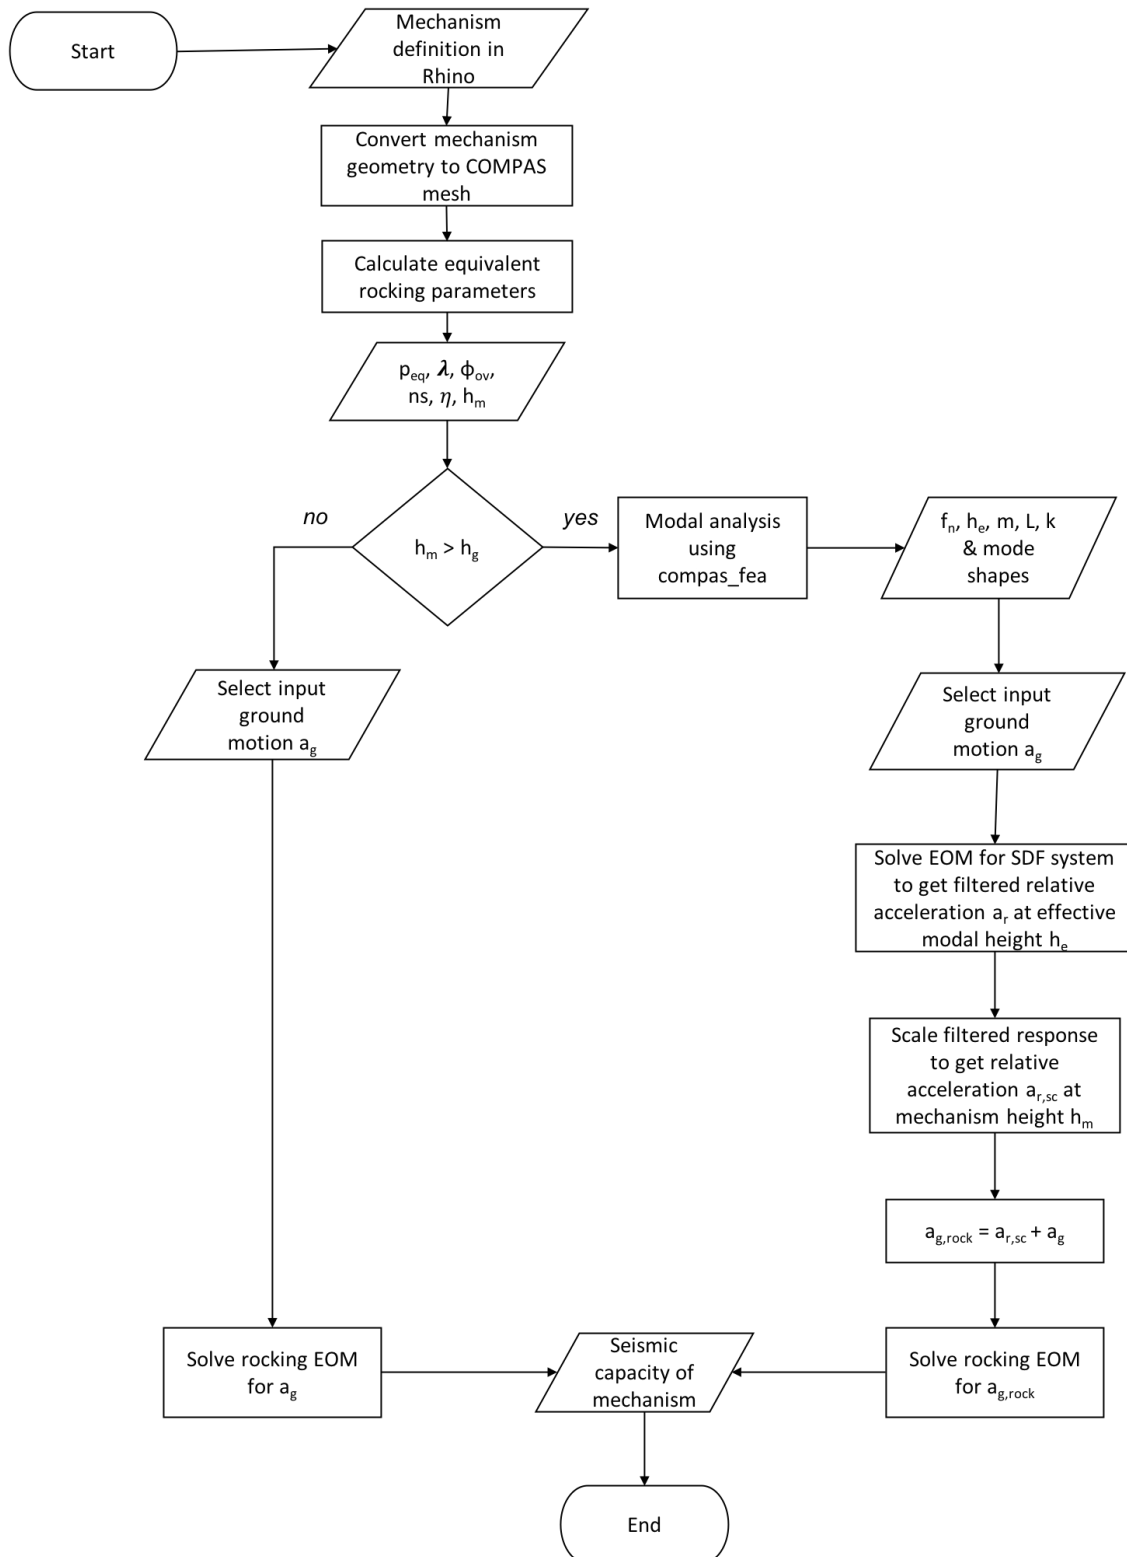 Start
Mechanism
definition in
Rhino
Convert mechanism
geometry to COMPAS
mesh
Calculate equivalent
rocking parameters
p_eq, λ, ϕ_ov,
ns, η, h_m
no
h_m > h_g
yes
Modal analysis
using
compas_fea
f_n, h_e, m, L, k
& mode
shapes
Select input
ground
motion a_g
Select input
ground
motion a_g
Solve EOM for SDF system
to get filtered relative
acceleration a_r at effective
modal height h_e
Scale filtered response
to get relative
acceleration a_r,sc at
mechanism height h_m
a_g,rock = a_r,sc + a_g
Solve rocking EOM
for a_g
Seismic
capacity of
mechanism
Solve rocking EOM
for a_g,rock
End